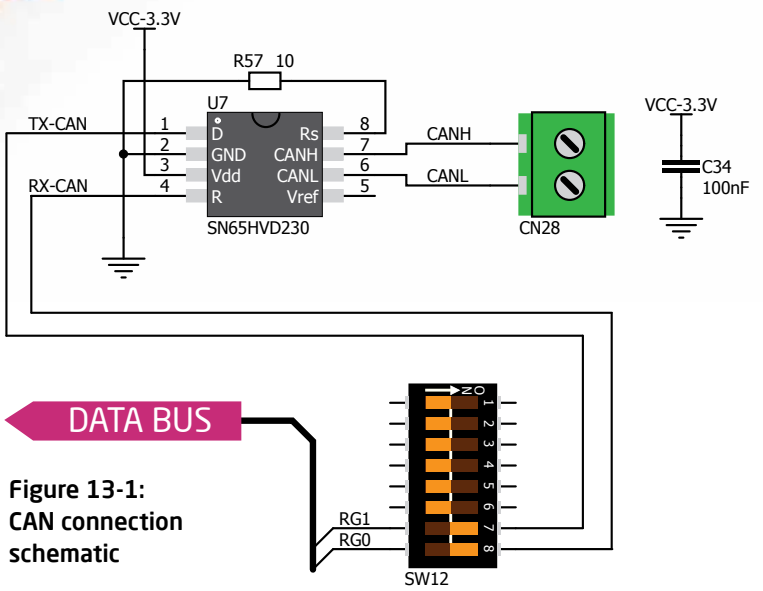 VCC-3.3V
R57 10
U7
TX-CAN 1 D Rs 8 CANH
2 GND CANH 7
3 Vdd CANL 6 CANL
RX-CAN 4 R Vref 5
SN65HVD230
CN28
VCC-3.3V
C34
100nF
DATA BUS
ON
1
2
3
4
5
6
7
8
RG1
RG0
SW12
Figure 13-1:
CAN connection
schematic